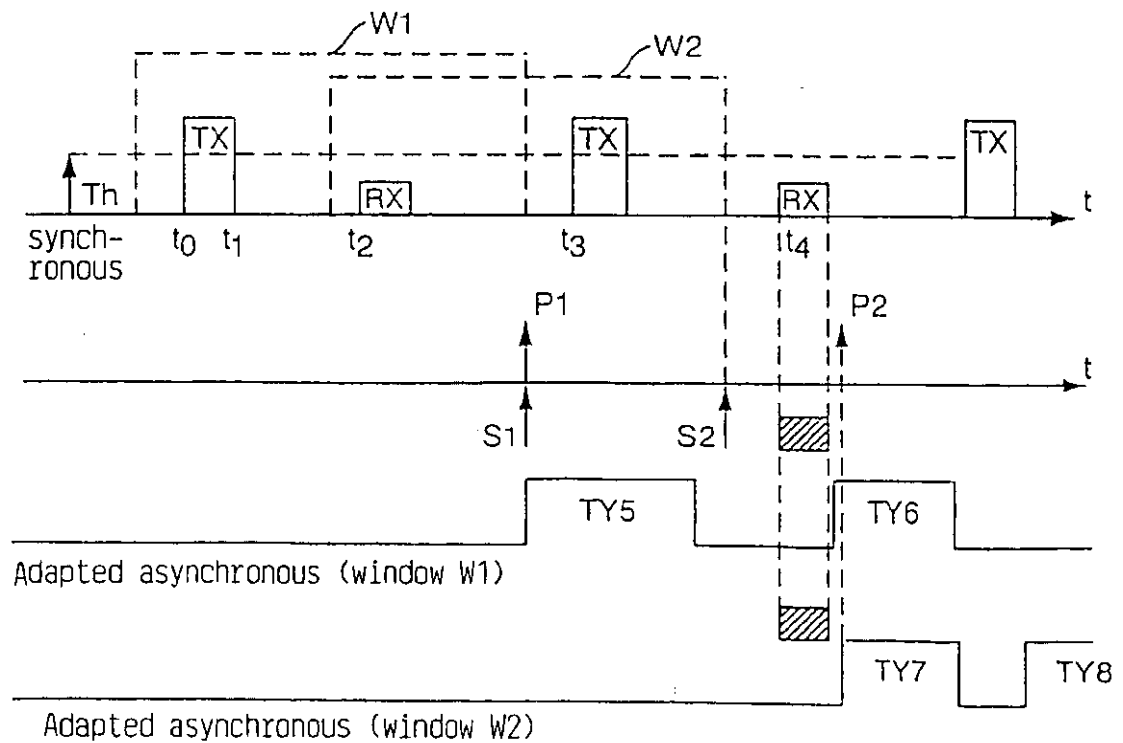 W1
W2
TX
TX
TX
Th
RX
RX
t
synch-
ronous
t0
t1
t2
t3
t4
P1
P2
t
S1
S2
TY5
TY6
Adapted asynchronous (window W1)
TY7
TY8
Adapted asynchronous (window W2)